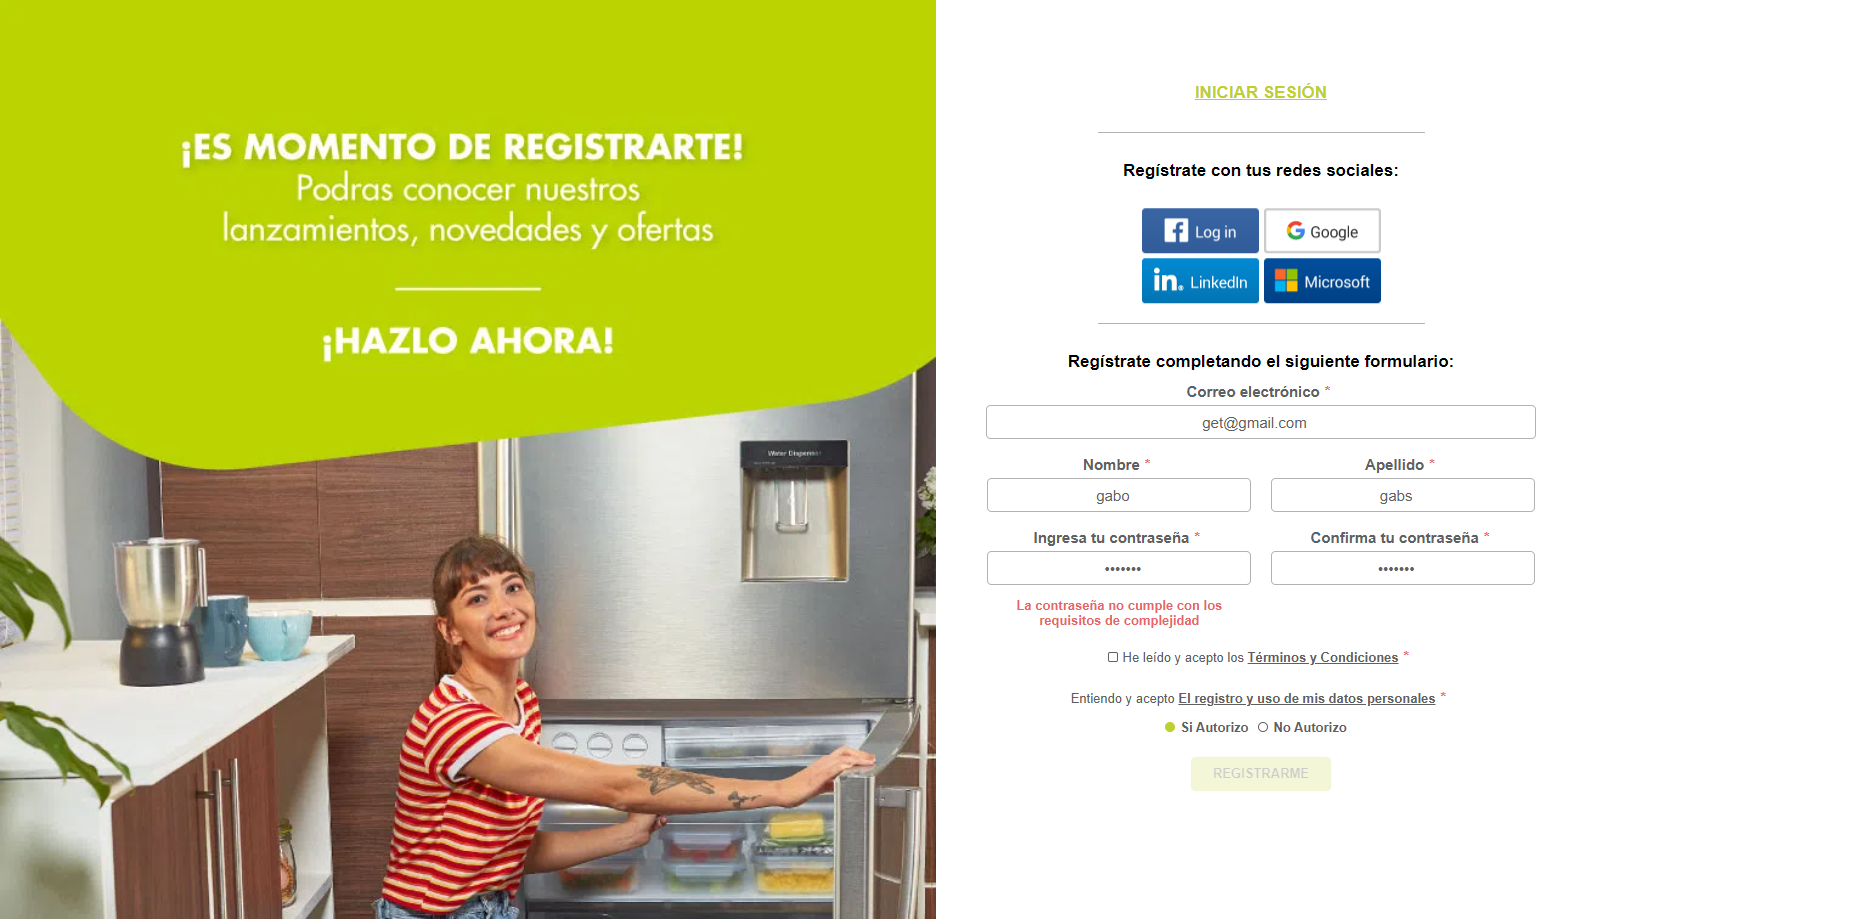 ¡ES MOMENTO DE REGISTRARTE!
Podras conocer nuestros
lanzamientos, novedades y ofertas
¡HAZLO AHORA!
Water Dispenser
INICIAR SESIÓN
Regístrate con tus redes sociales:
Log in
Google
in. LinkedIn
Microsoft
Regístrate completando el siguiente formulario:
Correo electrónico *
get@gmail.com
Nombre * Apellido *
gabo gabs
Ingresa tu contraseña * Confirma tu contraseña *
••••••• •••••••
La contraseña no cumple con los
requisitos de complejidad
He leído y acepto los Términos y Condiciones *
Entiendo y acepto El registro y uso de mis datos personales *
Si Autorizo No Autorizo
REGISTRARME